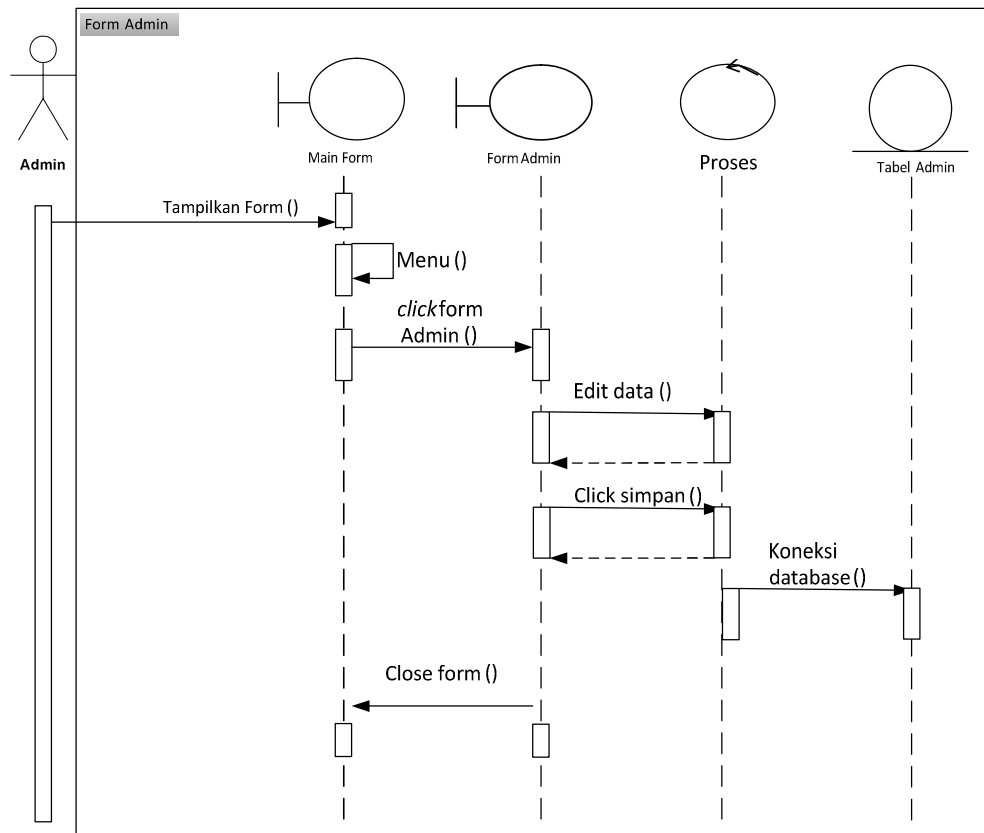 Form Admin
Admin
Main Form
Form Admin
Proses
Tabel Admin
Tampilkan Form ()
Menu ()
click form
Admin ()
Edit data ()
Click simpan ()
Koneksi
database ()
Close form ()